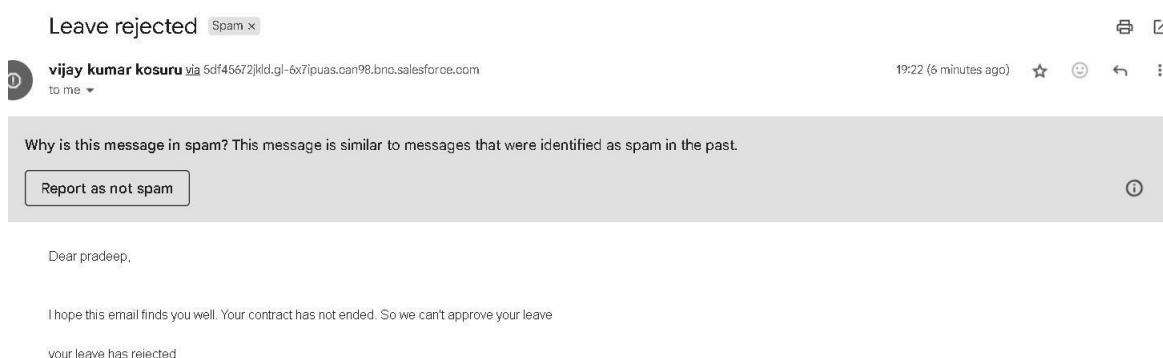 Leave rejected Spam x
vijay kumar kosuru via 5df45672jkld.gl-6x7ipuas.can98.bnc.salesforce.com 19:22 (6 minutes ago)
to me
Why is this message in spam? This message is similar to messages that were identified as spam in the past.
Report as not spam
Dear pradeep,
I hope this email finds you well. Your contract has not ended. So we can't approve your leave
your leave has rejected